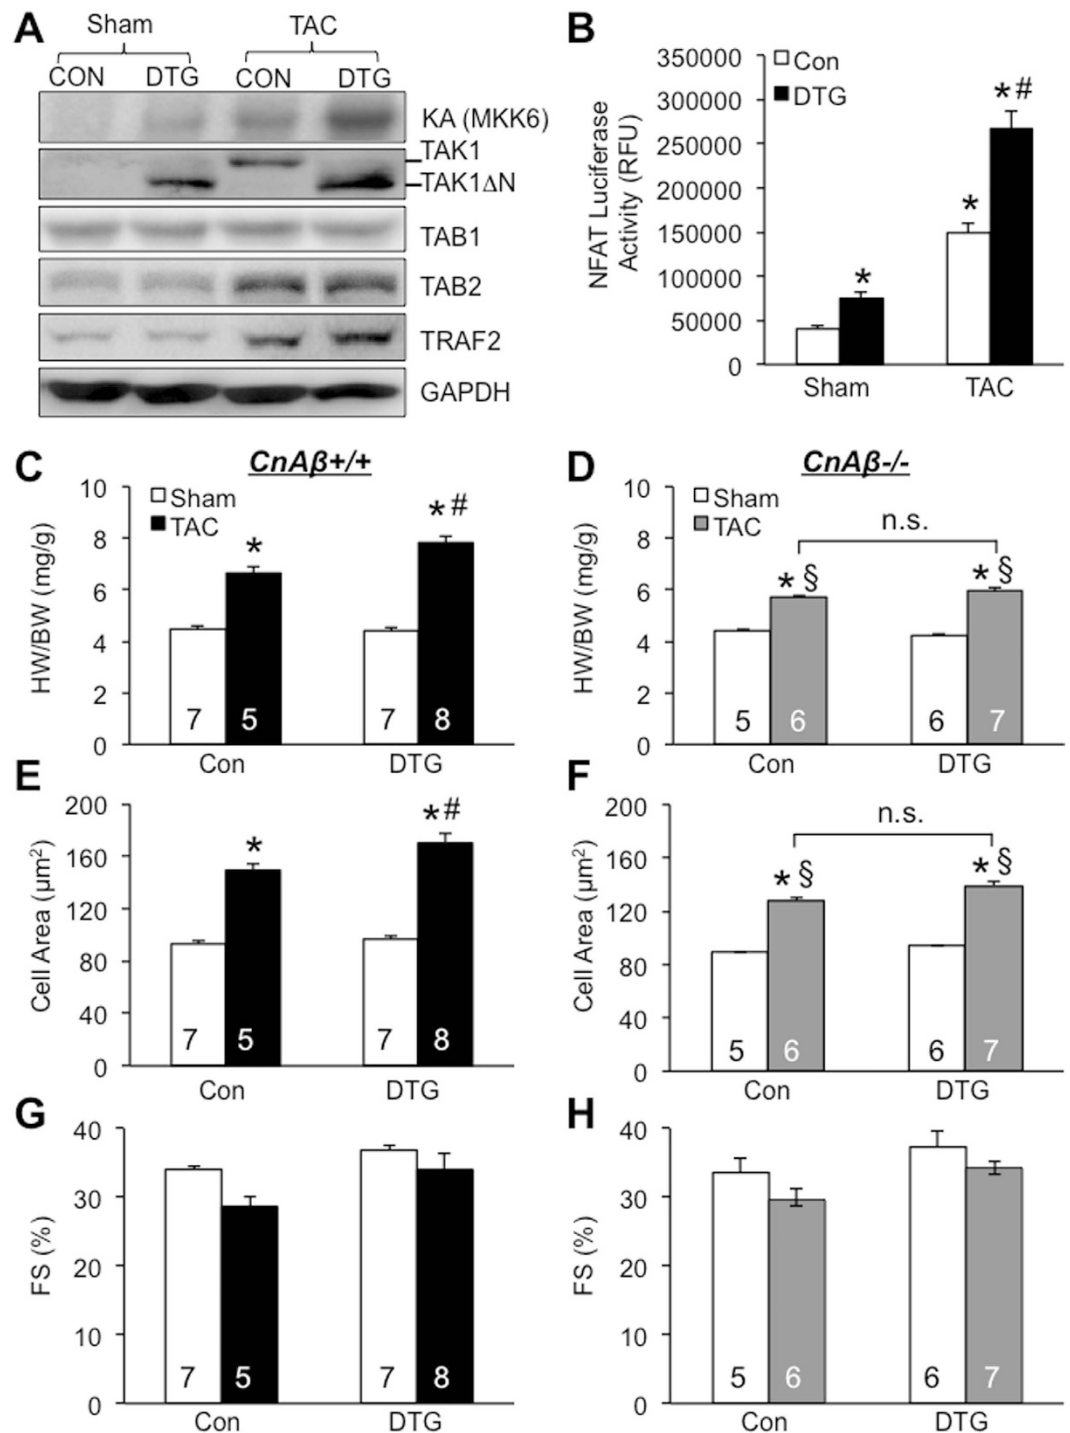 A
Sham
TAC
CON
DTG
CON
DTG
KA (MKK6)
TAK1
TAK1ΔN
TAB1
TAB2
TRAF2
GAPDH
B
NFAT Luciferase
Activity (RFU)
350000
300000
250000
200000
150000
100000
50000
0
Con
DTG
*
*
*#
Sham
TAC
C
CnAβ+/+
HW/BW (mg/g)
10
8
6
4
2
0
Sham
TAC
*
*#
7
5
7
8
Con
DTG
D
CnAβ-/-
HW/BW (mg/g)
10
8
6
4
2
0
Sham
TAC
n.s.
*§
*§
5
6
6
7
Con
DTG
E
Cell Area (µm²)
200
160
120
80
40
0
*
*#
7
5
7
8
Con
DTG
F
Cell Area (µm²)
200
160
120
80
40
0
n.s.
*§
*§
5
6
6
7
Con
DTG
G
FS (%)
40
30
20
10
0
7
5
7
8
Con
DTG
H
FS (%)
40
30
20
10
0
5
6
6
7
Con
DTG